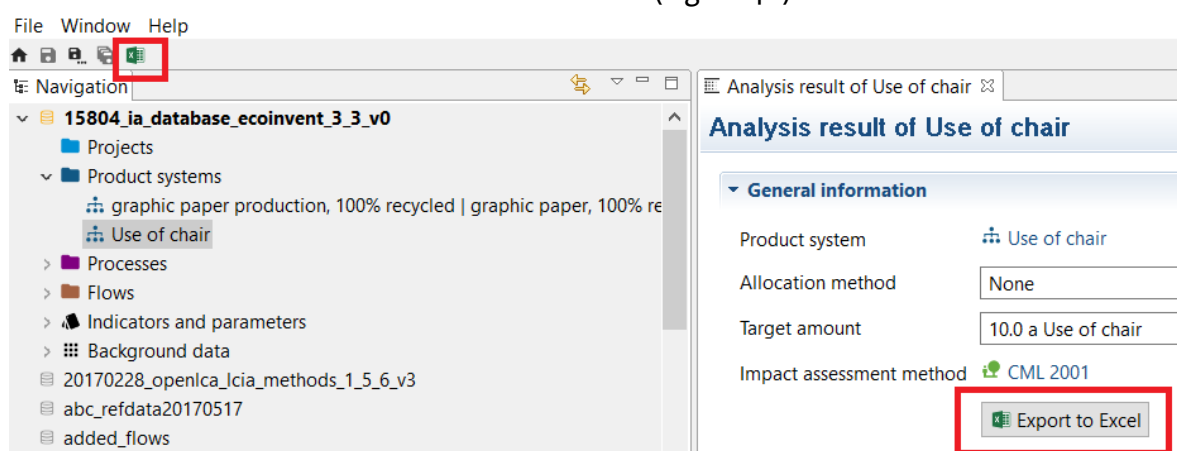 File Window Help
Navigation
15804_ia_database_ecoinvent_3_3_v0
Projects
Product systems
graphic paper production, 100% recycled | graphic paper, 100% re
Use of chair
Processes
Flows
Indicators and parameters
Background data
20170228_openlca_lcia_methods_1_5_6_v3
abc_refdata20170517
added_flows
Analysis result of Use of chair
Analysis result of Use of chair
General information
Product system Use of chair
Allocation method None
Target amount 10.0 a Use of chair
Impact assessment method CML 2001
Export to Excel